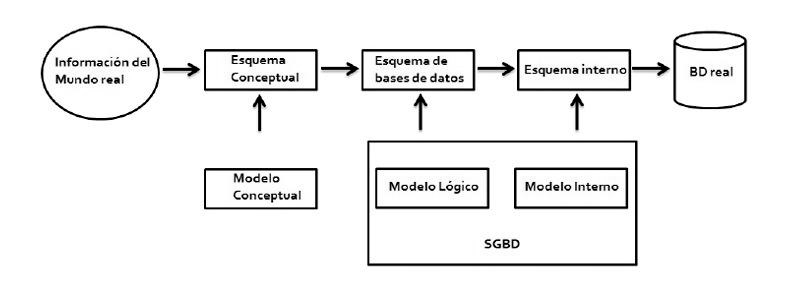 Información del
Mundo real
Esquema
Conceptual
Esquema de
bases de datos
Esquema interno
BD real
Modelo
Conceptual
Modelo Lógico
Modelo Interno
SGBD